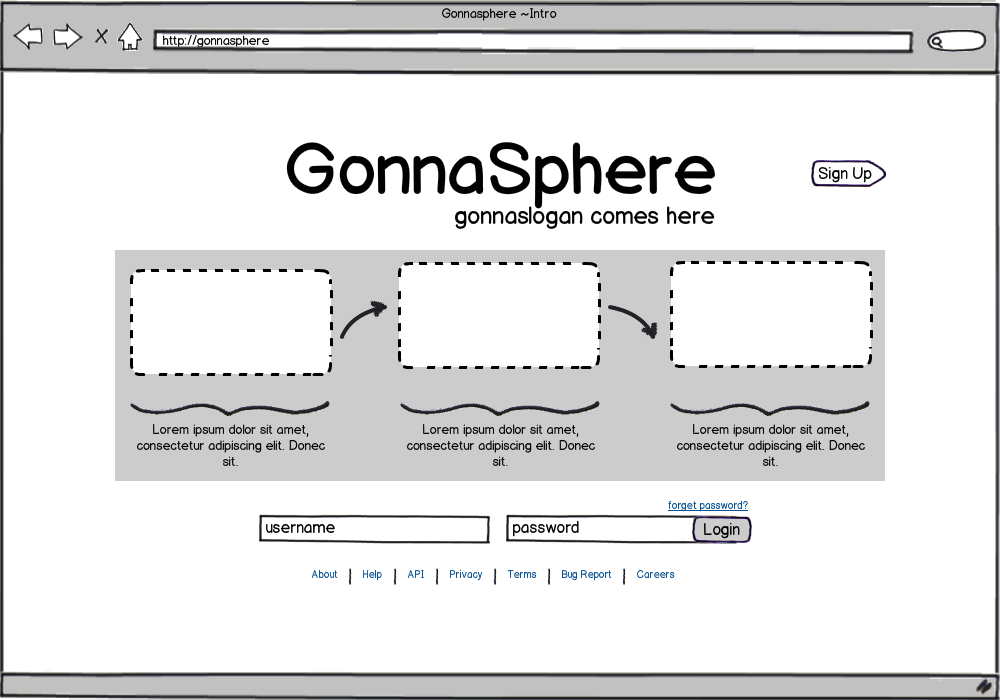 Gonnasphere ~Intro
http://gonnasphere
GonnaSphere
Sign Up
gonnaslogan comes here
Lorem ipsum dolor sit amet,
consectetur adipiscing elit. Donec
sit.
Lorem ipsum dolor sit amet,
consectetur adipiscing elit. Donec
sit.
Lorem ipsum dolor sit amet,
consectetur adipiscing elit. Donec
sit.
forget password?
username
password
Login
About | Help | API | Privacy | Terms | Bug Report | Careers